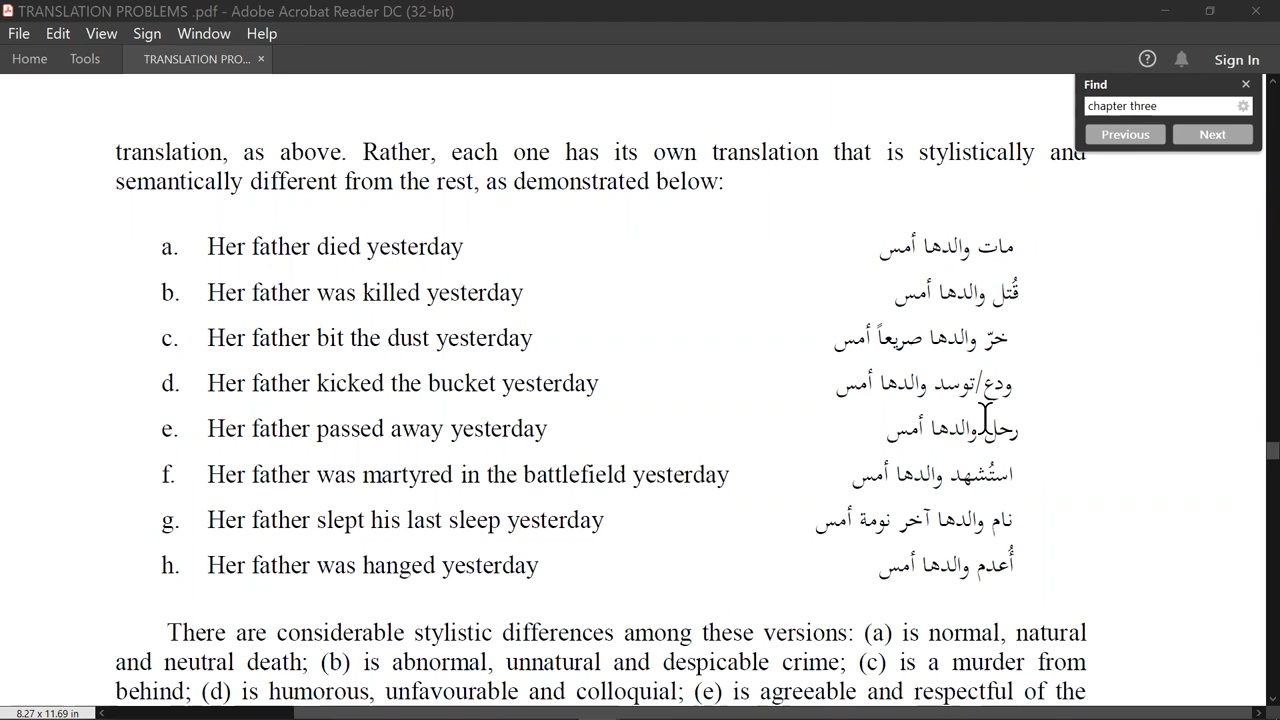 TRANSLATION PROBLEMS .pdf - Adobe Acrobat Reader DC (32-bit)
File Edit View Sign Window Help
Home Tools TRANSLATION PRO... × Sign In
Find
chapter three
Previous Next
translation, as above. Rather, each one has its own translation that is stylistically and
semantically different from the rest, as demonstrated below:
a. Her father died yesterday مات والدها أمس
b. Her father was killed yesterday قُتل والدها أمس
c. Her father bit the dust yesterday خرّ والدها صريعاً أمس
d. Her father kicked the bucket yesterday ودع/توسد والدها أمس
e. Her father passed away yesterday رحل والدها أمس
f. Her father was martyred in the battlefield yesterday استُشهد والدها أمس
g. Her father slept his last sleep yesterday نام والدها آخر نومة أمس
h. Her father was hanged yesterday أُعدم والدها أمس
There are considerable stylistic differences among these versions: (a) is normal, natural
and neutral death; (b) is abnormal, unnatural and despicable crime; (c) is a murder from
behind; (d) is humorous, unfavourable and colloquial; (e) is agreeable and respectful of the
8.27 x 11.69 in